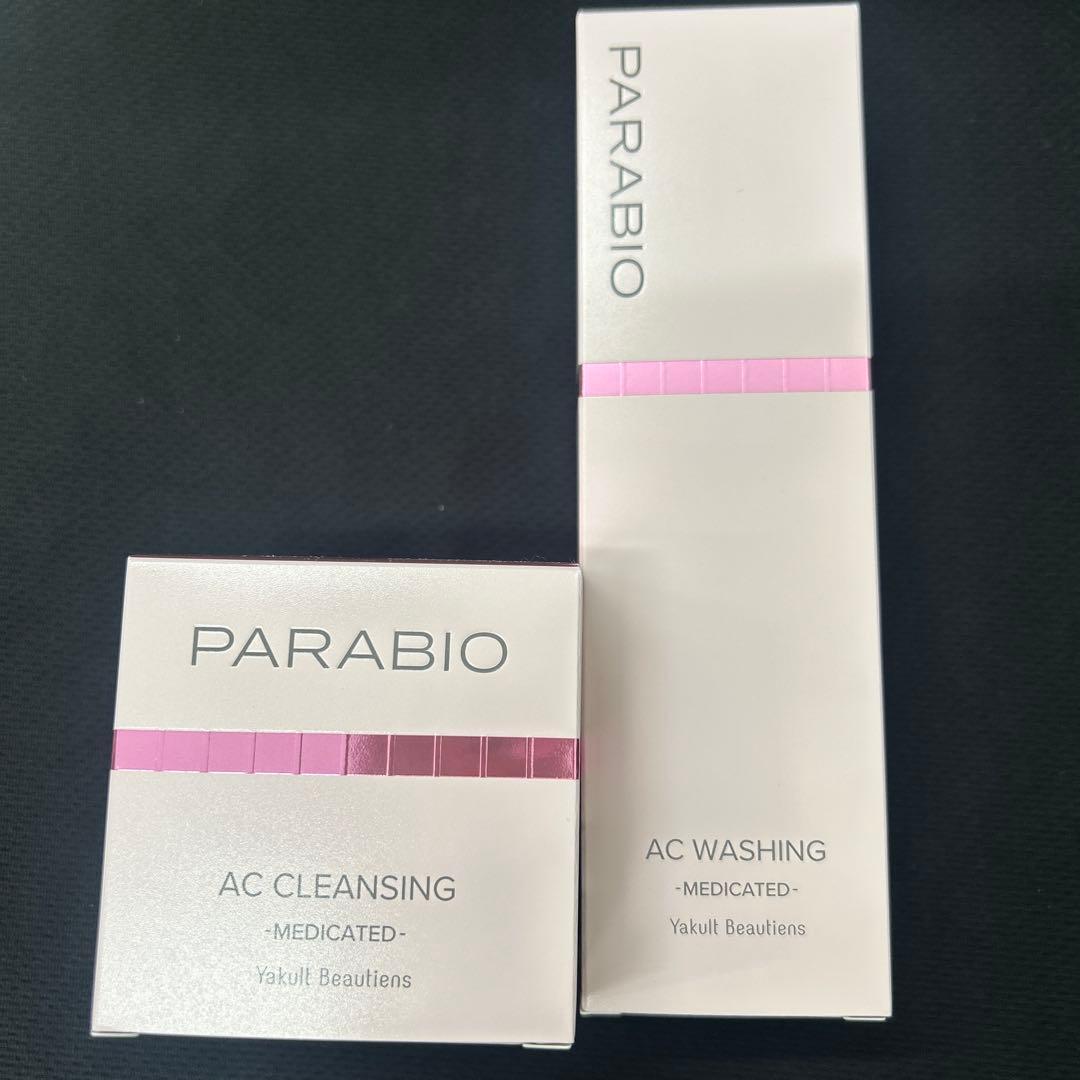 PARABIO
AC CLEANSING
-MEDICATED-
Yakult Beautiens
PARABIO
AC WASHING
-MEDICATED-
Yakult Beautiens